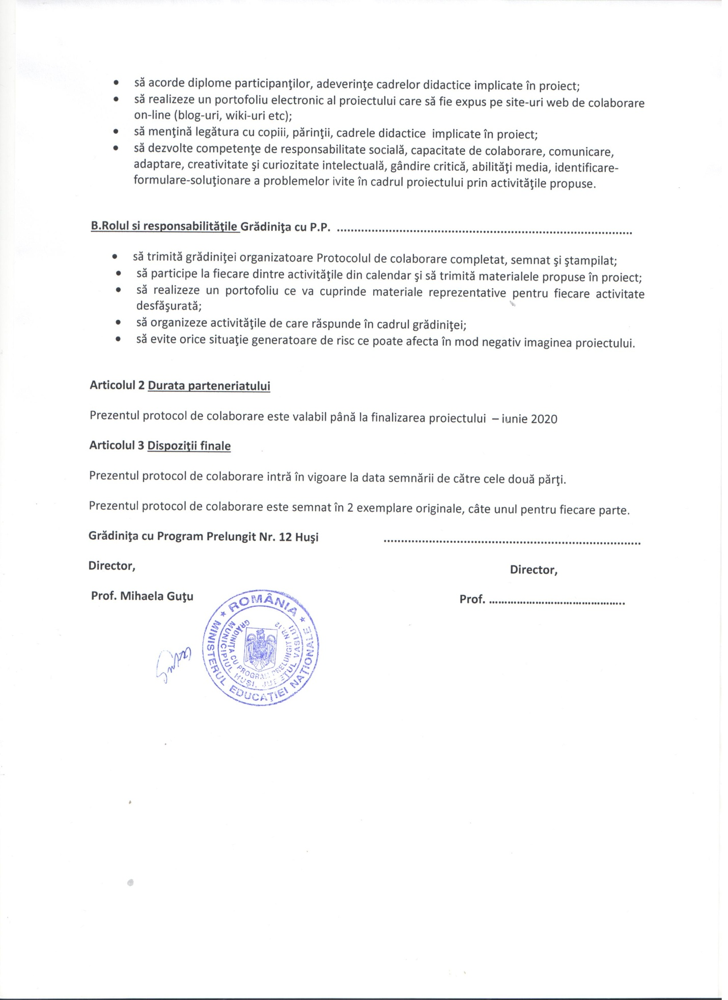 • să acorde diplome participanţilor, adeverinţe cadrelor didactice implicate în proiect;
• să realizeze un portofoliu electronic al proiectului care să fie expus pe site-uri web de colaborare
on-line (blog-uri, wiki-uri etc);
• să menţină legătura cu copiii, părinţii, cadrele didactice implicate în proiect;
• să dezvolte competenţe de responsabilitate socială, capacitate de colaborare, comunicare,
adaptare, creativitate şi curiozitate intelectuală, gândire critică, abilităţi media, identificare-
formulare-soluţionare a problemelor ivite în cadrul proiectului prin activităţile propuse.
B.Rolul si responsabilităţile Grădiniţa cu P.P. ......................................................................................
• să trimită grădiniţei organizatoare Protocolul de colaborare completat, semnat şi ştampilat;
• să participe la fiecare dintre activităţile din calendar şi să trimită materialele propuse în proiect;
• să realizeze un portofoliu ce va cuprinde materiale reprezentative pentru fiecare activitate
desfăşurată;
• să organizeze activităţile de care răspunde în cadrul grădiniţei;
• să evite orice situaţie generatoare de risc ce poate afecta în mod negativ imaginea proiectului.
Articolul 2 Durata parteneriatului
Prezentul protocol de colaborare este valabil până la finalizarea proiectului – iunie 2020
Articolul 3 Dispoziţii finale
Prezentul protocol de colaborare intră în vigoare la data semnării de către cele două părţi.
Prezentul protocol de colaborare este semnat în 2 exemplare originale, câte unul pentru fiecare parte.
Grădiniţa cu Program Prelungit Nr. 12 Huşi ...........................................................................
Director, Director,
Prof. Mihaela Guţu Prof. ............................................
★ ROMÂNIA ★
MINISTERUL EDUCAŢIEI NAŢIONALE
MUNICIPIUL HUŞI, JUDEŢUL VASLUI
GRĂDINIŢA CU PROGRAM PRELUNGIT NR. 12